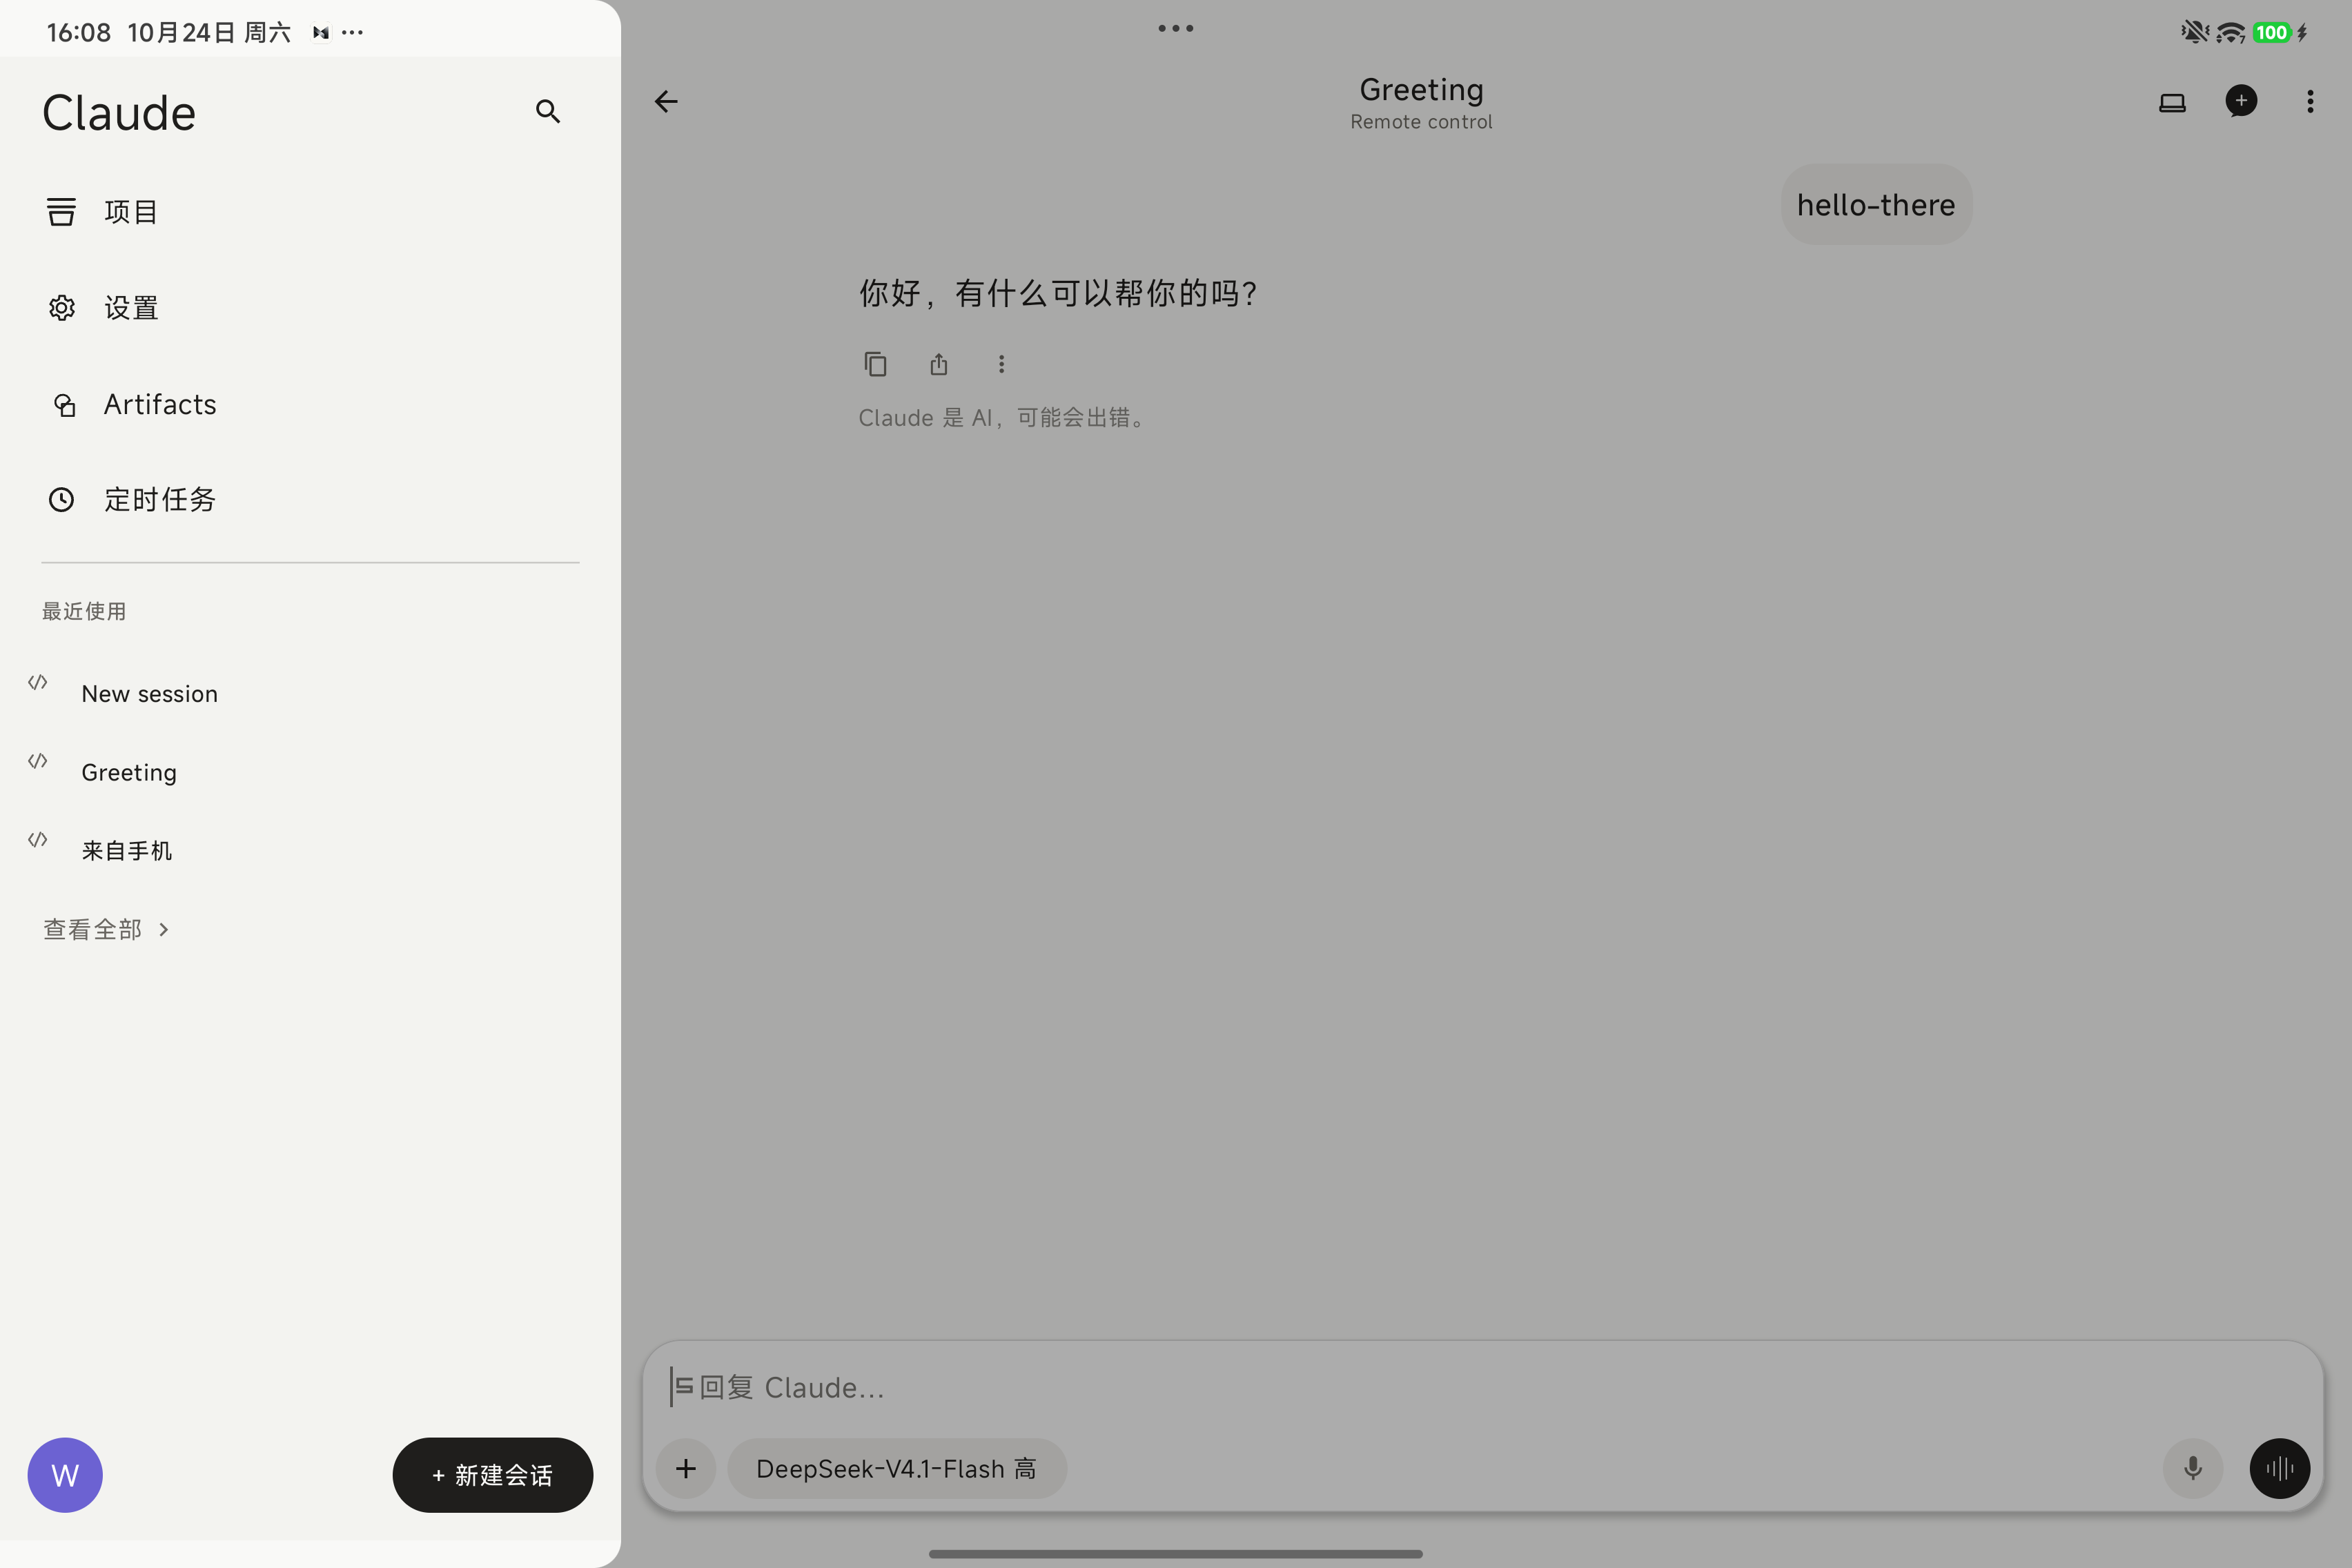 16:08 10月24日 周六
100
Claude
项目
设置
Artifacts
定时任务
最近使用
New session
Greeting
来自手机
查看全部
W
+ 新建会话
Greeting
Remote control
hello-there
你好，有什么可以帮你的吗？
Claude 是 AI，可能会出错。
回复 Claude...
DeepSeek-V4.1-Flash 高